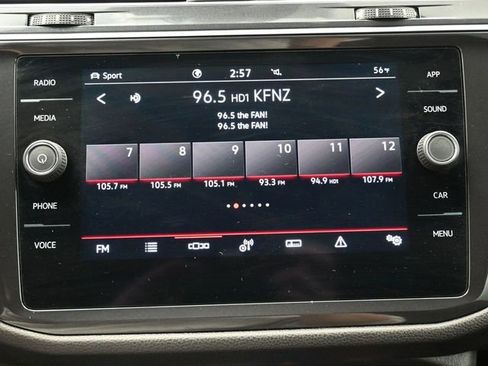 RADIO
MEDIA
PHONE
VOICE
APP
SOUND
CAR
MENU
Sport 2:57 56°F
< 96.5 HD1 KFNZ >
96.5 the FAN!
96.5 the FAN!
7 8 9 10 11 12
105.7 FM 105.5 FM 105.1 FM 93.3 FM 94.9 HD1 107.9 FM
FM